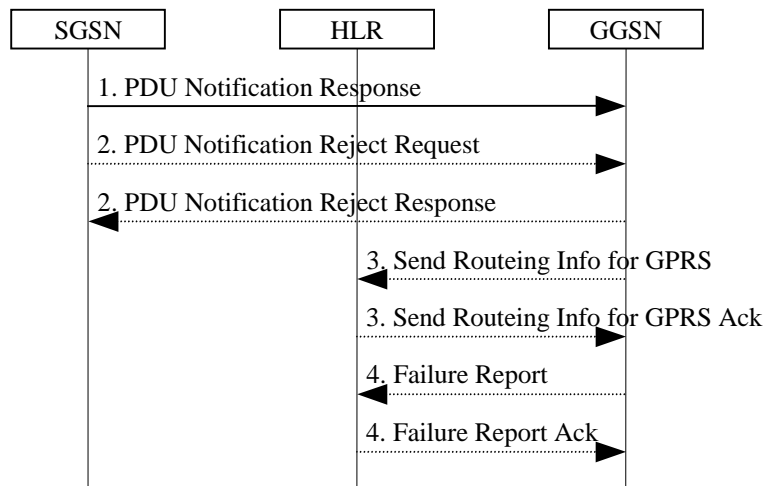 SGSN
HLR
GGSN
1. PDU Notification Response
2. PDU Notification Reject Request
2. PDU Notification Reject Response
3. Send Routeing Info for GPRS
3. Send Routeing Info for GPRS Ack
4. Failure Report
4. Failure Report Ack